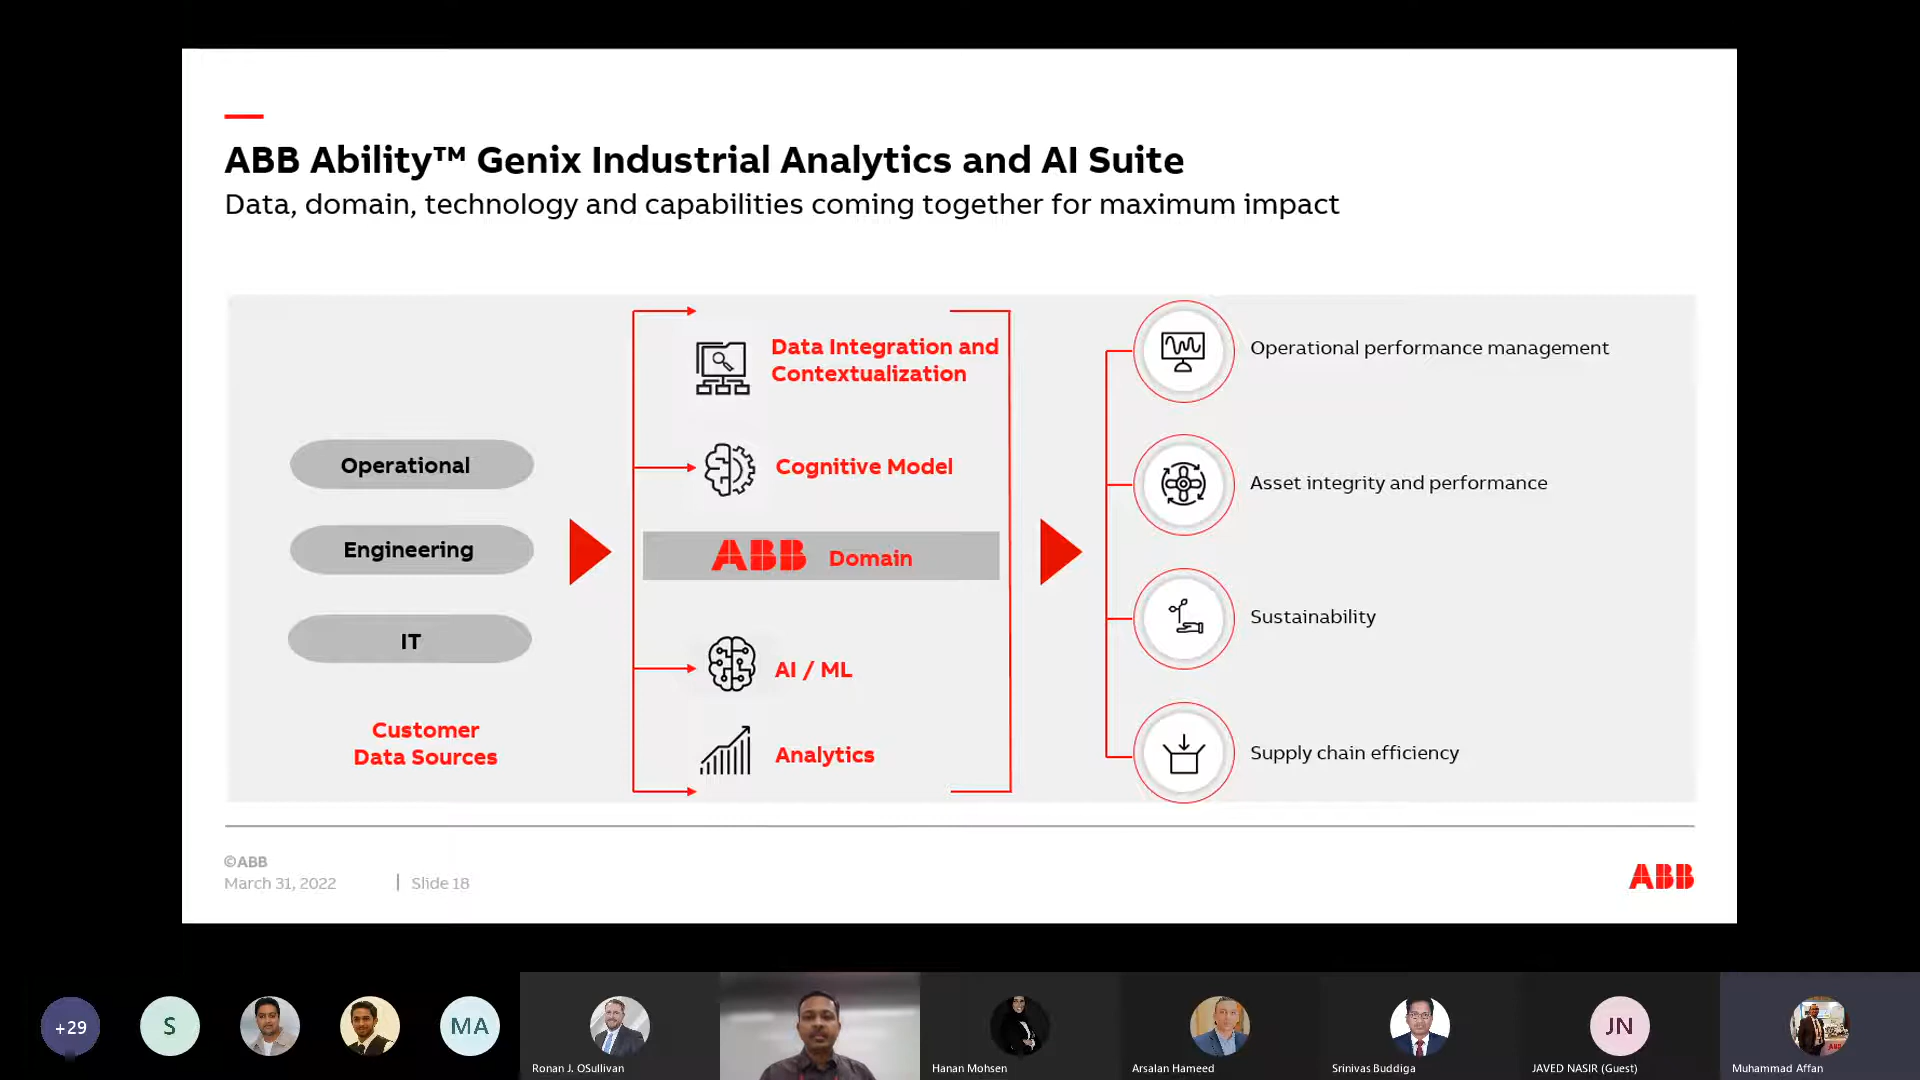 ABB Ability™ Genix Industrial Analytics and AI Suite
Data, domain, technology and capabilities coming together for maximum impact
Operational
Engineering
IT
Customer
Data Sources
Data Integration and
Contextualization
Cognitive Model
ABB Domain
AI / ML
Analytics
Operational performance management
Asset integrity and performance
Sustainability
Supply chain efficiency
©ABB
March 31, 2022 | Slide 18
ABB
+29
S
MA
Ronan J. OSullivan
Hanan Mohsen
Arsalan Hameed
Srinivas Buddiga
JN
JAVED NASIR (Guest)
Muhammad Affan